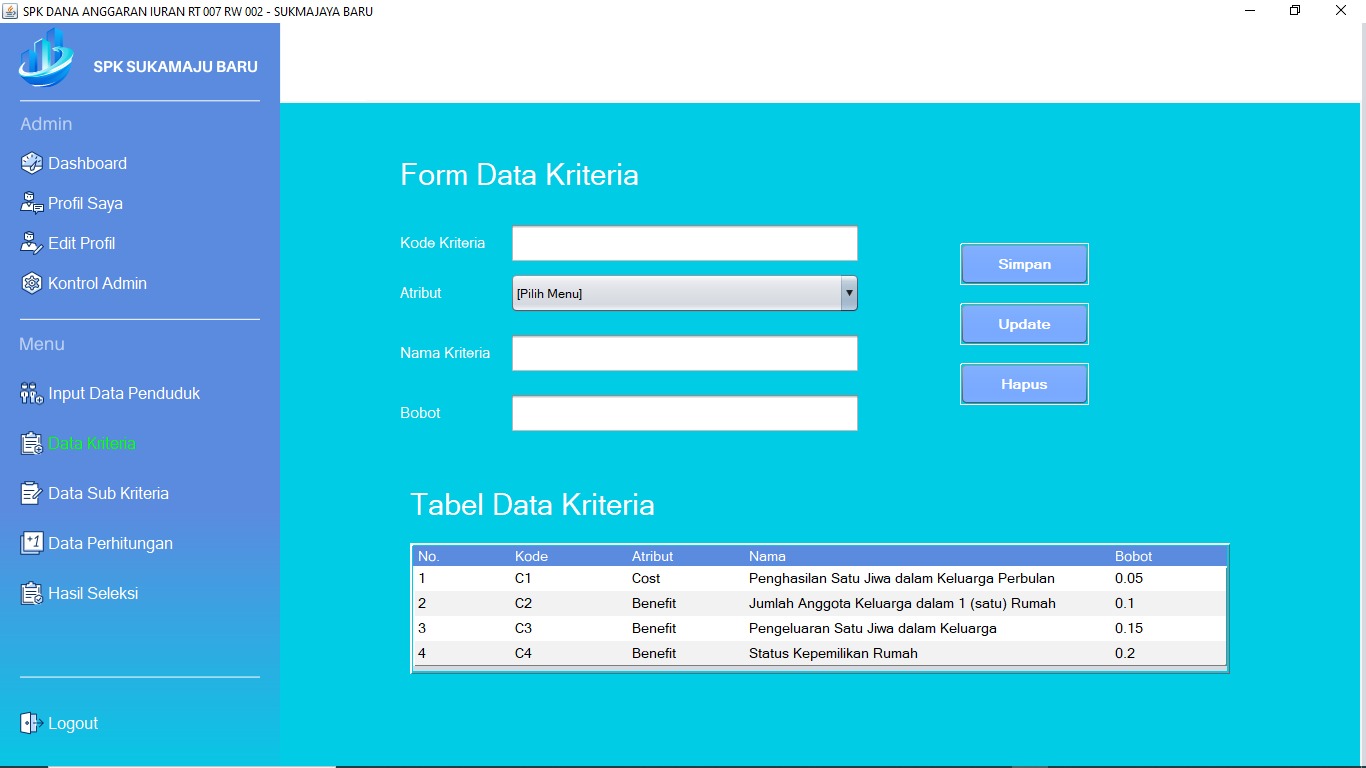 SPK DANA ANGGARAN IURAN RT 007 RW 002 - SUKMAJAYA BARU
SPK SUKAMAJU BARU
Admin
Dashboard
Profil Saya
Edit Profil
Kontrol Admin
Menu
Input Data Penduduk
Data Kriteria
Data Sub Kriteria
Data Perhitungan
Hasil Seleksi
Logout
Form Data Kriteria
Kode Kriteria
Atribut [Pilih Menu]
Nama Kriteria
Bobot
Simpan
Update
Hapus
Tabel Data Kriteria
No. Kode Atribut Nama Bobot
1 C1 Cost Penghasilan Satu Jiwa dalam Keluarga Perbulan 0.05
2 C2 Benefit Jumlah Anggota Keluarga dalam 1 (satu) Rumah 0.1
3 C3 Benefit Pengeluaran Satu Jiwa dalam Keluarga 0.15
4 C4 Benefit Status Kepemilikan Rumah 0.2